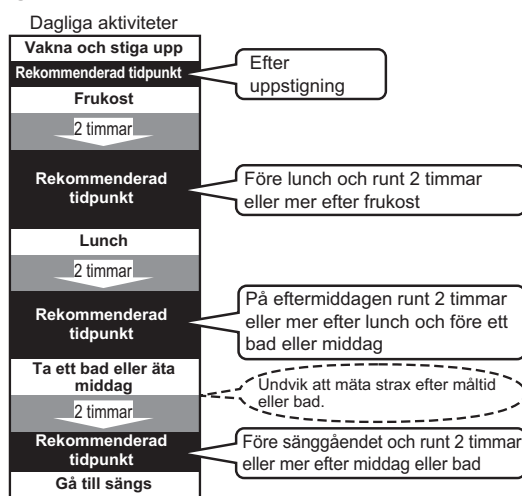 Dagliga aktiviteter
Vakna och stiga upp
Rekommenderad tidpunkt
Efter
uppstigning
Frukost
2 timmar
Rekommenderad
tidpunkt
Före lunch och runt 2 timmar
eller mer efter frukost
Lunch
2 timmar
Rekommenderad
tidpunkt
På eftermiddagen runt 2 timmar
eller mer efter lunch och före ett
bad eller middag
Ta ett bad eller äta
middag
Undvik att mäta strax efter måltid
eller bad.
2 timmar
Rekommenderad
tidpunkt
Före sänggåendet och runt 2 timmar
eller mer efter middag eller bad
Gå till sängs